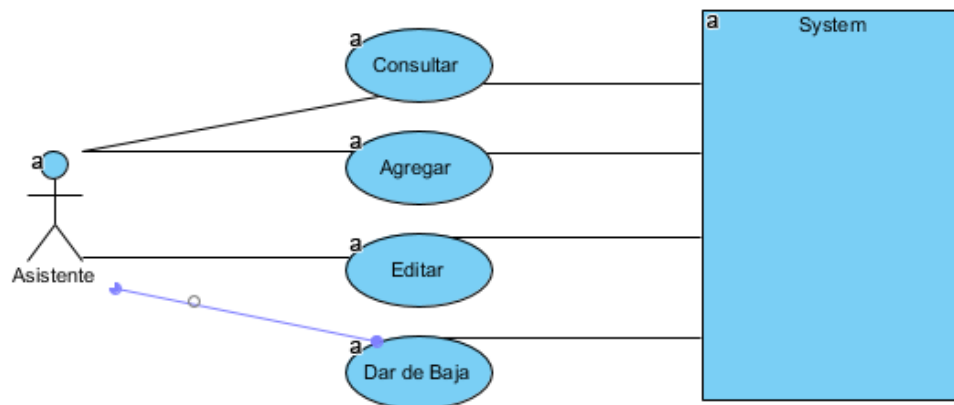 a
System
a
Consultar
a
Agregar
a
Asistente
a
Editar
a
Dar de Baja